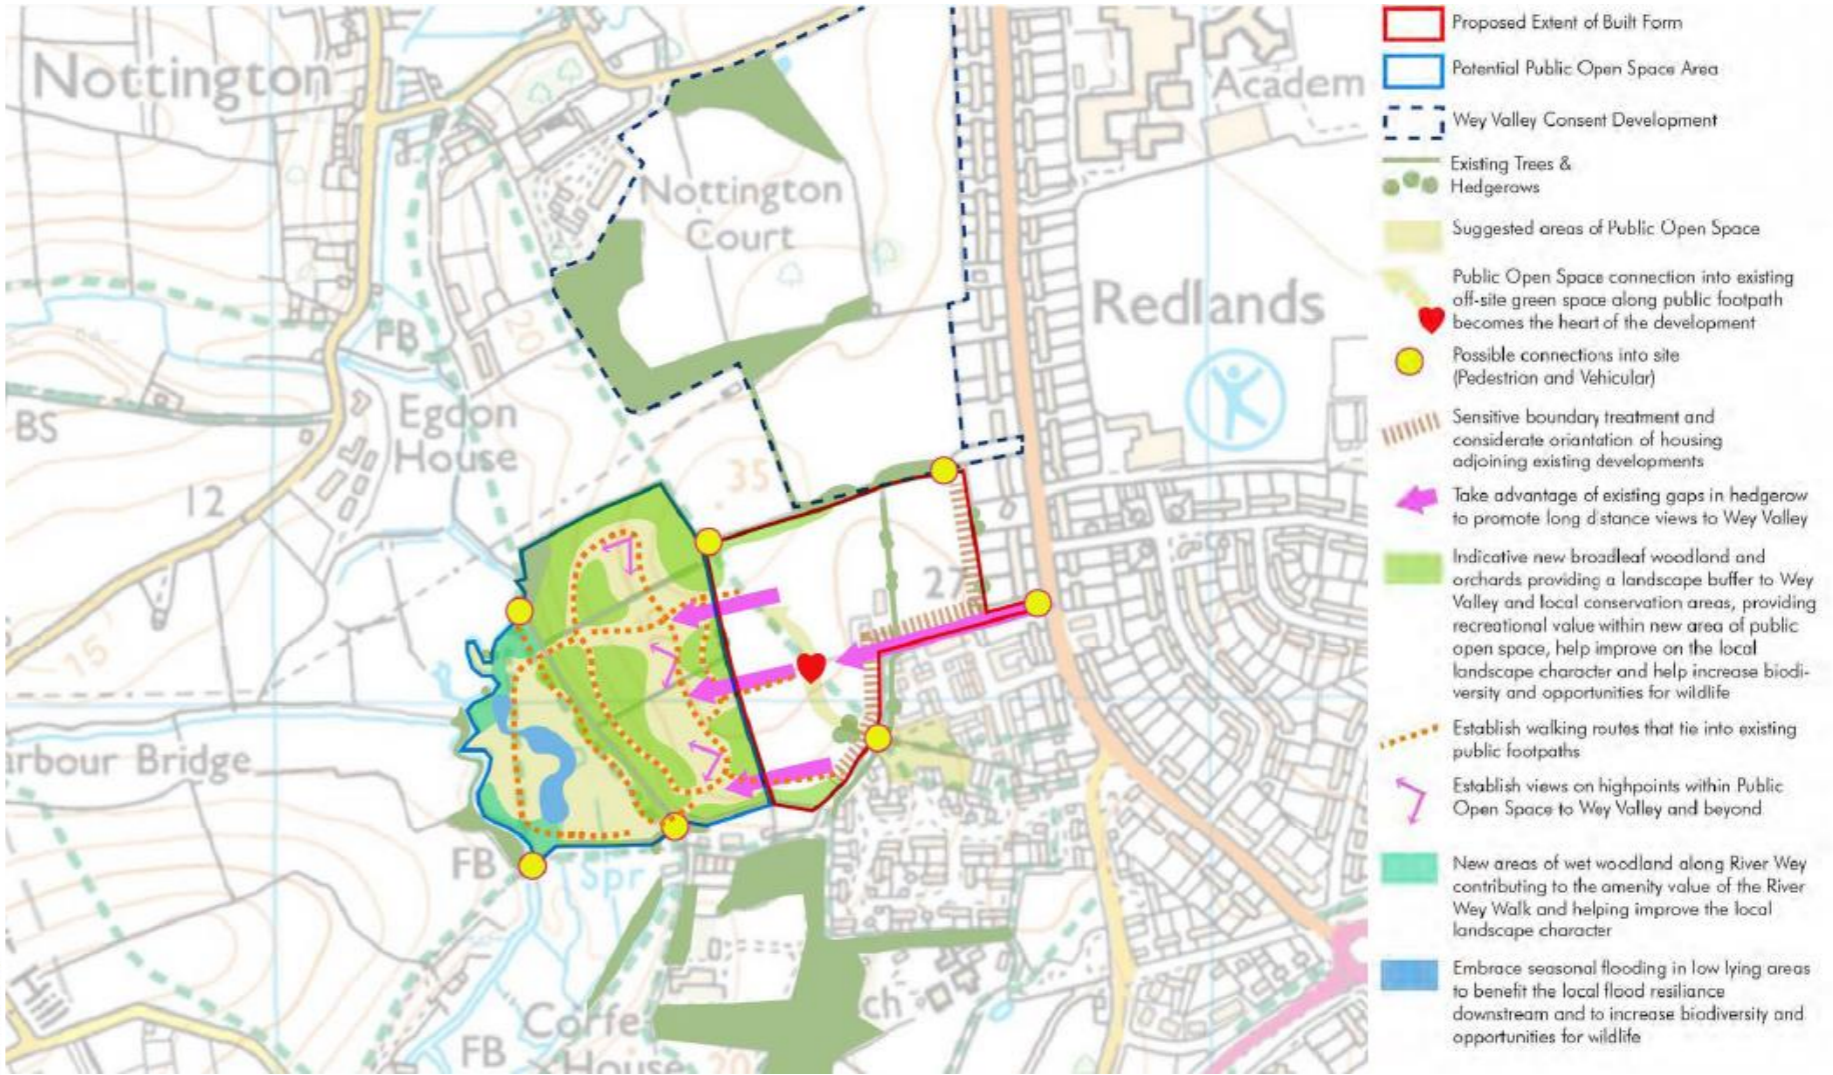 Nottington
Academ
Nottington
Court
Redlands
20
FB
BS
Egdon
House
12
35
27
15
arbour Bridge
FB
Spr
Corfe
House
FB
20
ch
H
Proposed Extent of Built Form
Potential Public Open Space Area
Wey Valley Consent Development
Existing Trees &
Hedgerows
Suggested areas of Public Open Space
Public Open Space connection into existing
off-site green space along public footpath
becomes the heart of the development
Possible connections into site
(Pedestrian and Vehicular)
Sensitive boundary treatment and
considerate oriantation of housing
adjoining existing developments
Take advantage of existing gaps in hedgerow
to promote long distance views to Wey Valley
Indicative new broadleaf woodland and
orchards providing a landscape buffer to Wey
Valley and local conservation areas, providing
recreational value within new area of public
open space, help improve on the local
landscape character and help increase biodi-
versity and opportunities for wildlife
Establish walking routes that tie into existing
public footpaths
Establish views on highpoints within Public
Open Space to Wey Valley and beyond
New areas of wet woodland along River Wey
contributing to the amenity value of the River
Wey Walk and helping improve the local
landscape character
Embrace seasonal flooding in low lying areas
to benefit the local flood resiliance
downstream and to increase biodiversity and
opportunities for wildlife